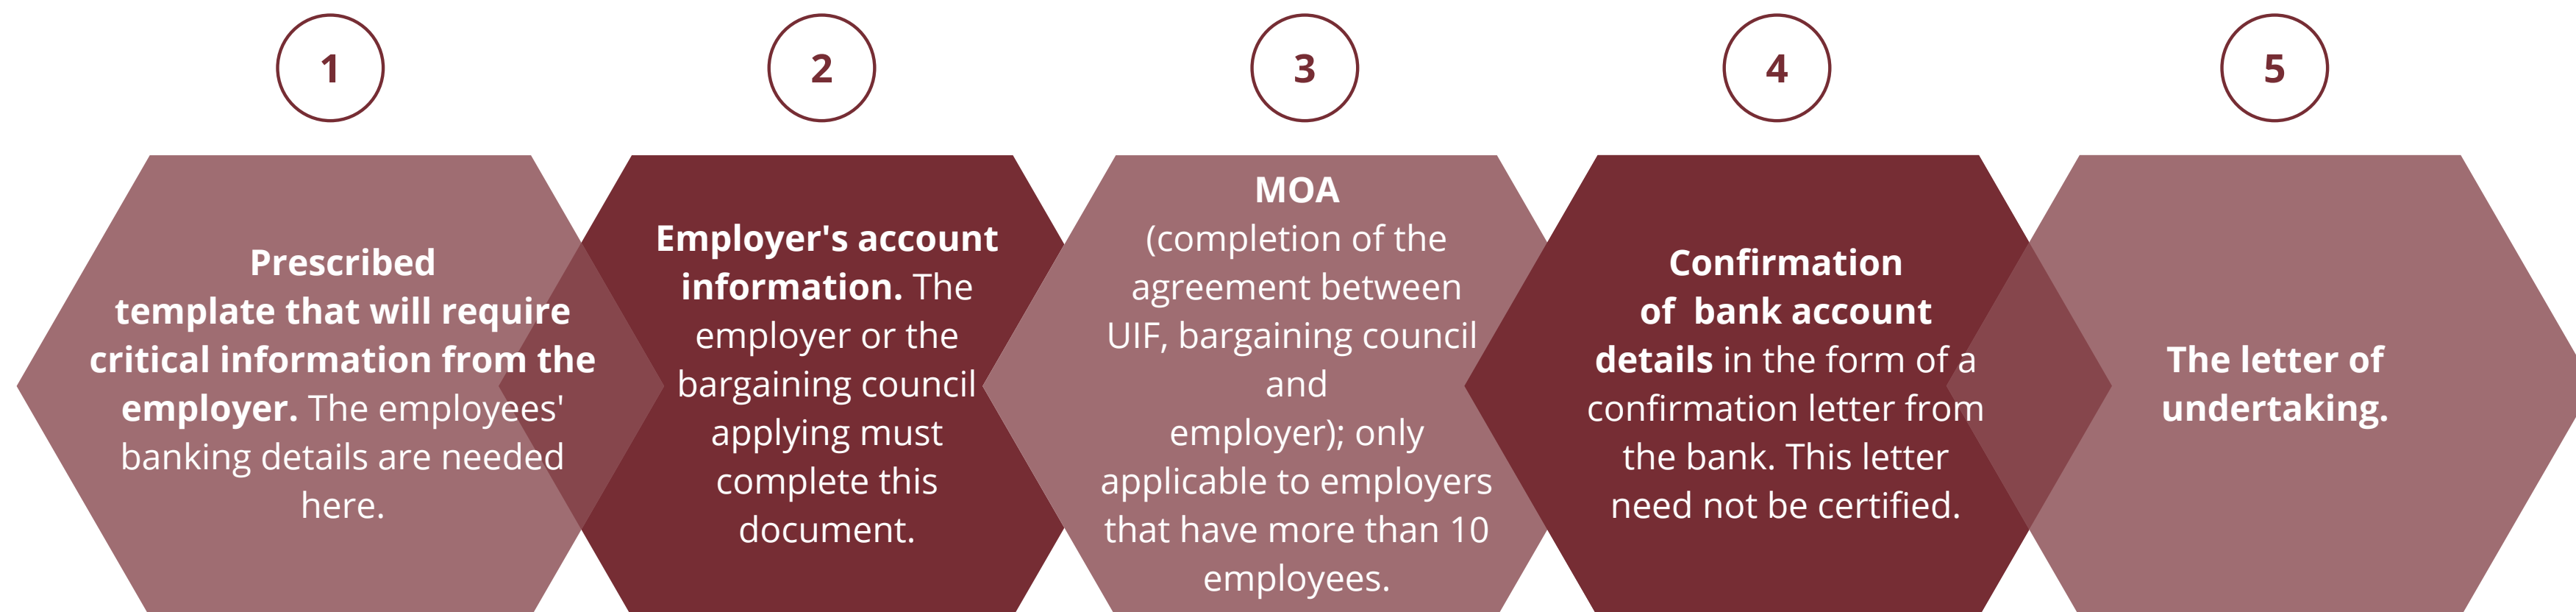 1
Prescribed
template that will require
critical information from the
employer. The employees'
banking details are needed
here.
2
Employer's account
information. The
employer or the
bargaining council
applying must
complete this
document.
3
MOA
(completion of the
agreement between
UIF, bargaining council
and
employer); only
applicable to employers
that have more than 10
employees.
4
Confirmation
of  bank account
details in the form of a
confirmation letter from
the bank. This letter
need not be certified.
5
The letter of
undertaking.